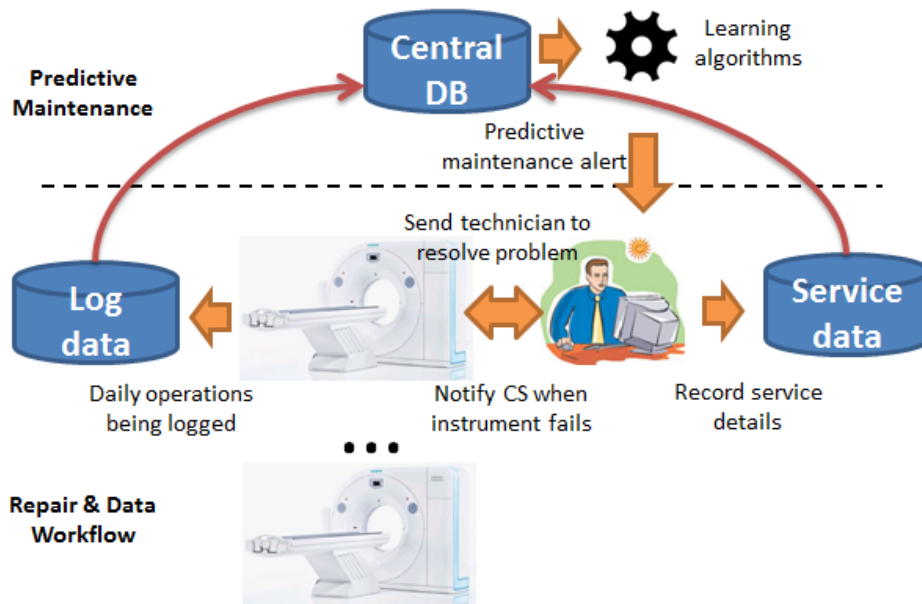 Central
DB
Learning
algorithms
Predictive
Maintenance
Predictive
maintenance alert
Send technician to
resolve problem
Log
data
Service
data
Daily operations
being logged
Notify CS when
instrument fails
Record service
details
...
Repair & Data
Workflow